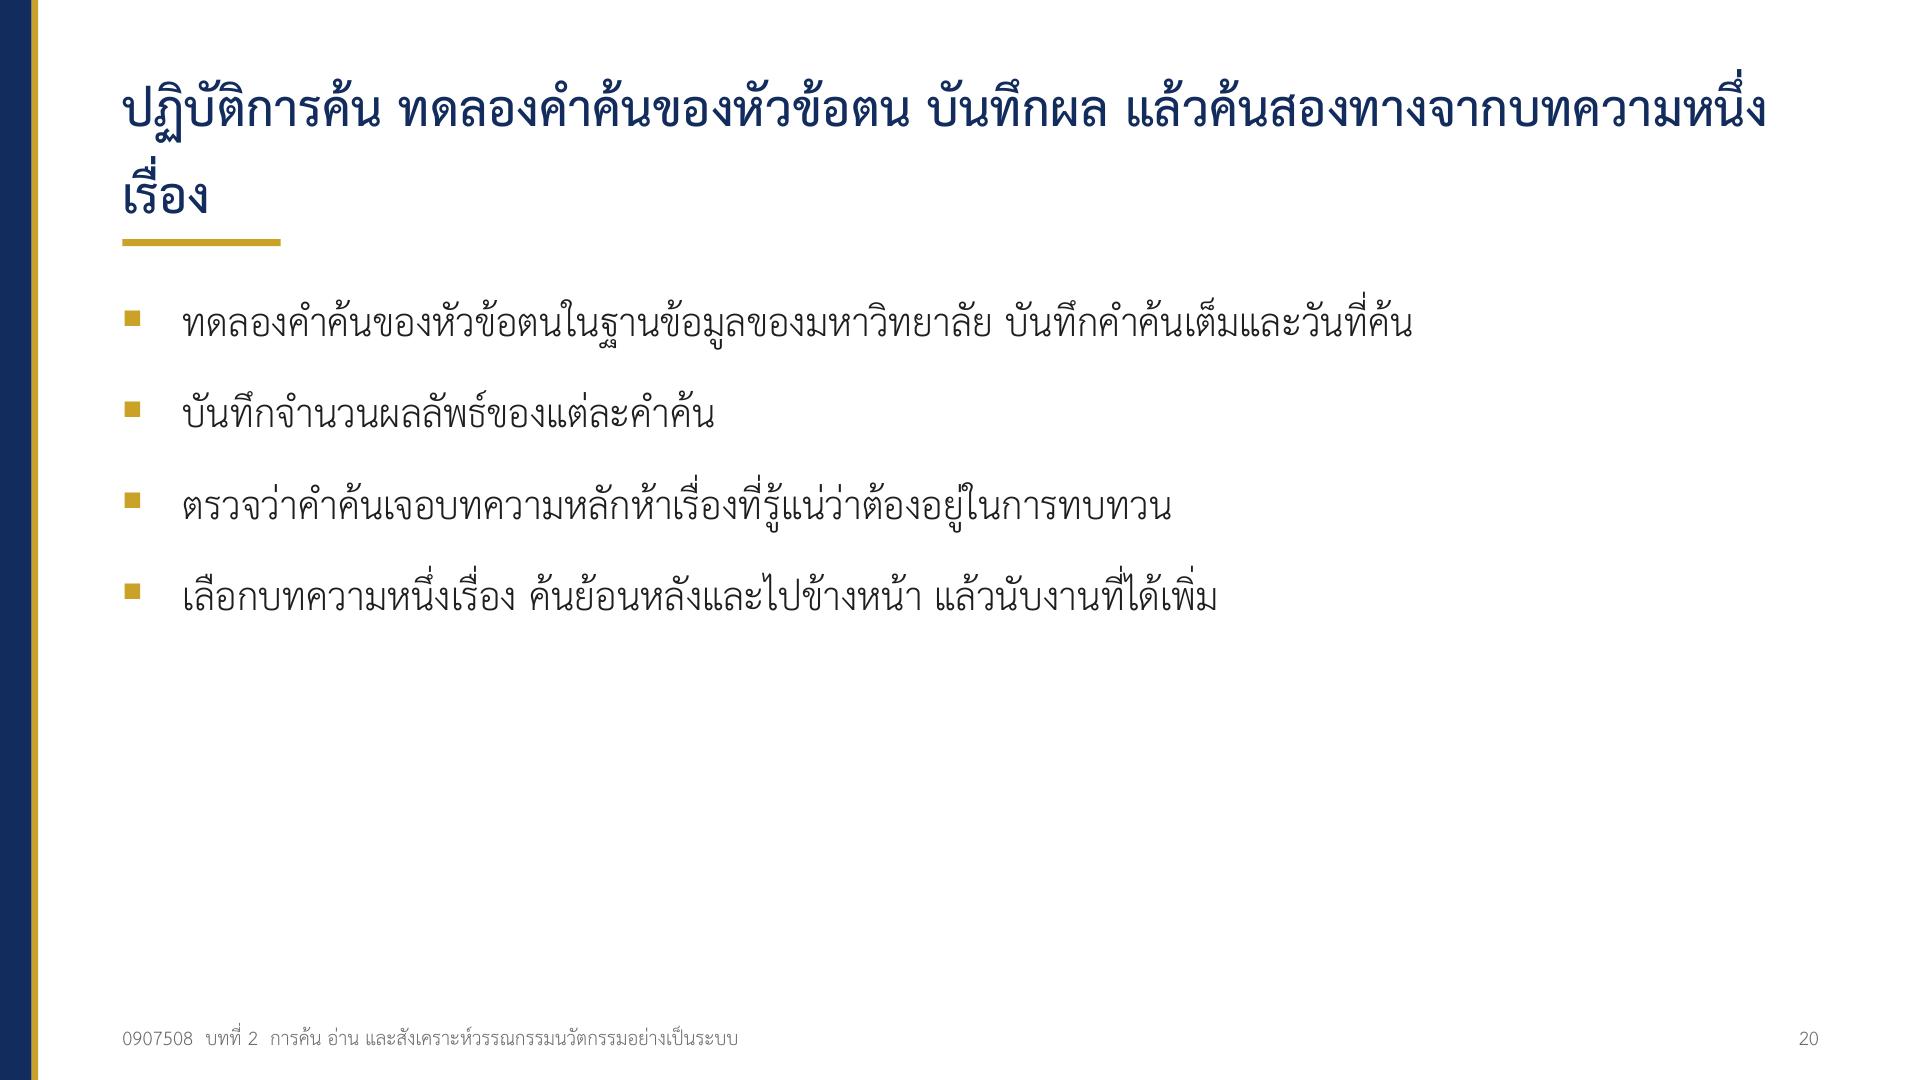 ปฏิบัติการค้น ทดลองคำค้นของหัวข้อตน บันทึกผล แล้วค้นสองทางจากบทความหนึ่ง
เรื่อง
ทดลองคำค้นของหัวข้อตนในฐานข้อมูลของมหาวิทยาลัย บันทึกคำค้นเต็มและวันที่ค้น
บันทึกจำนวนผลลัพธ์ของแต่ละคำค้น
ตรวจว่าคำค้นเจอบทความหลักห้าเรื่องที่รู้แน่ว่าต้องอยู่ในการทบทวน
เลือกบทความหนึ่งเรื่อง ค้นย้อนหลังและไปข้างหน้า แล้วนับงานที่ได้เพิ่ม
0907508 บทที่ 2 การค้น อ่าน และสังเคราะห์วรรณกรรมนวัตกรรมอย่างเป็นระบบ
20